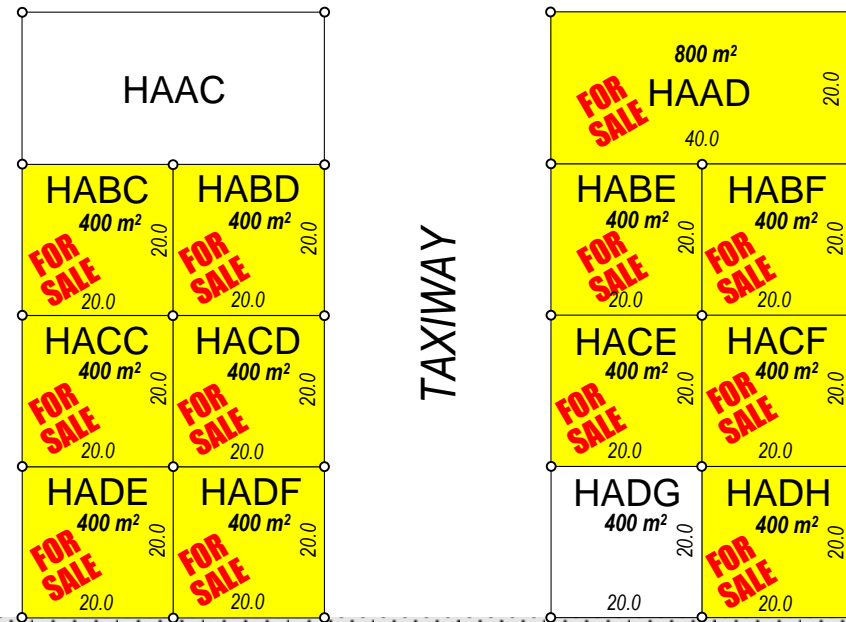 HAAC
HABC
400 m²
20.0
FOR
SALE
20.0
HABD
400 m²
20.0
FOR
SALE
20.0
HACC
400 m²
20.0
FOR
SALE
20.0
HACD
400 m²
20.0
FOR
SALE
20.0
HADE
400 m²
20.0
FOR
SALE
20.0
HADF
400 m²
20.0
FOR
SALE
20.0
TAXIWAY
800 m²
HAAD
20.0
FOR
SALE
40.0
HABE
400 m²
20.0
FOR
SALE
20.0
HABF
400 m²
20.0
FOR
SALE
20.0
HACE
400 m²
20.0
FOR
SALE
20.0
HACF
400 m²
20.0
FOR
SALE
20.0
HADG
400 m²
20.0
20.0
HADH
400 m²
20.0
FOR
SALE
20.0